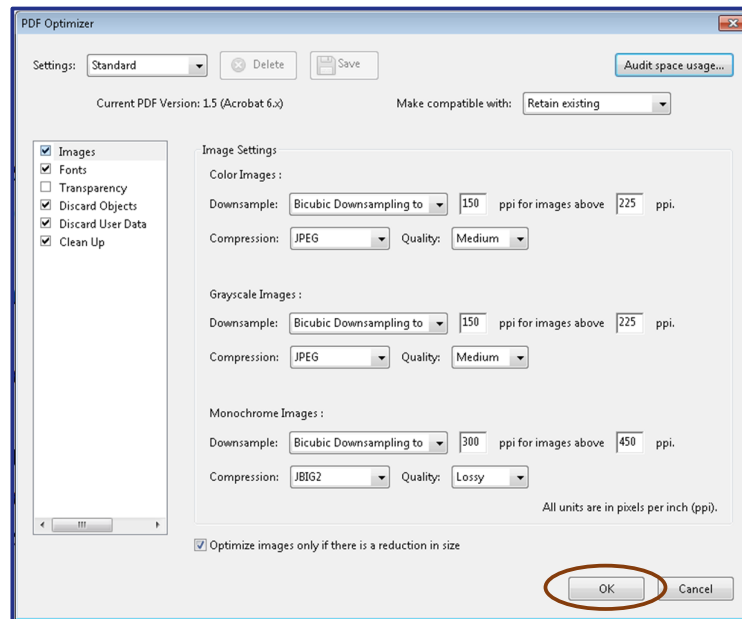 PDF Optimizer
Settings: Standard Delete Save Audit space usage...
Current PDF Version: 1.5 (Acrobat 6.x) Make compatible with: Retain existing
Images
Fonts
Transparency
Discard Objects
Discard User Data
Clean Up
Image Settings
Color Images :
Downsample: Bicubic Downsampling to 150 ppi for images above 225 ppi.
Compression: JPEG Quality: Medium
Grayscale Images :
Downsample: Bicubic Downsampling to 150 ppi for images above 225 ppi.
Compression: JPEG Quality: Medium
Monochrome Images :
Downsample: Bicubic Downsampling to 300 ppi for images above 450 ppi.
Compression: JBIG2 Quality: Lossy
All units are in pixels per inch (ppi).
Optimize images only if there is a reduction in size
OK Cancel